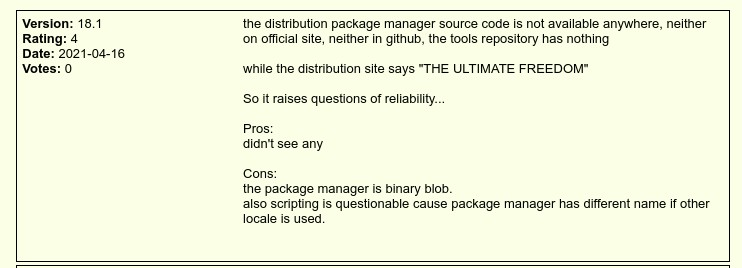 Version: 18.1
Rating: 4
Date: 2021-04-16
Votes: 0
the distribution package manager source code is not available anywhere, neither
on official site, neither in github, the tools repository has nothing
while the distribution site says "THE ULTIMATE FREEDOM"
So it raises questions of reliability...
Pros:
didn't see any
Cons:
the package manager is binary blob.
also scripting is questionable cause package manager has different name if other
locale is used.